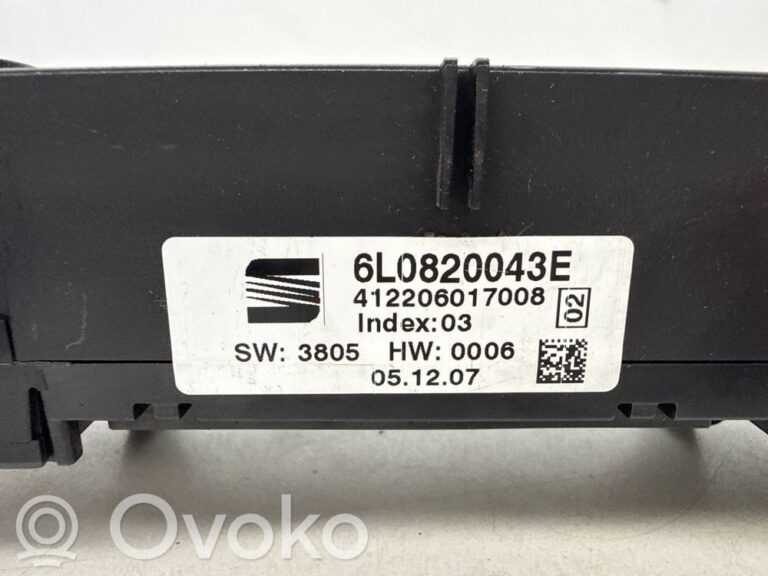 6L0820043E
412206017008 02
Index:03
SW: 3805 HW: 0006
05.12.07
Ovoko